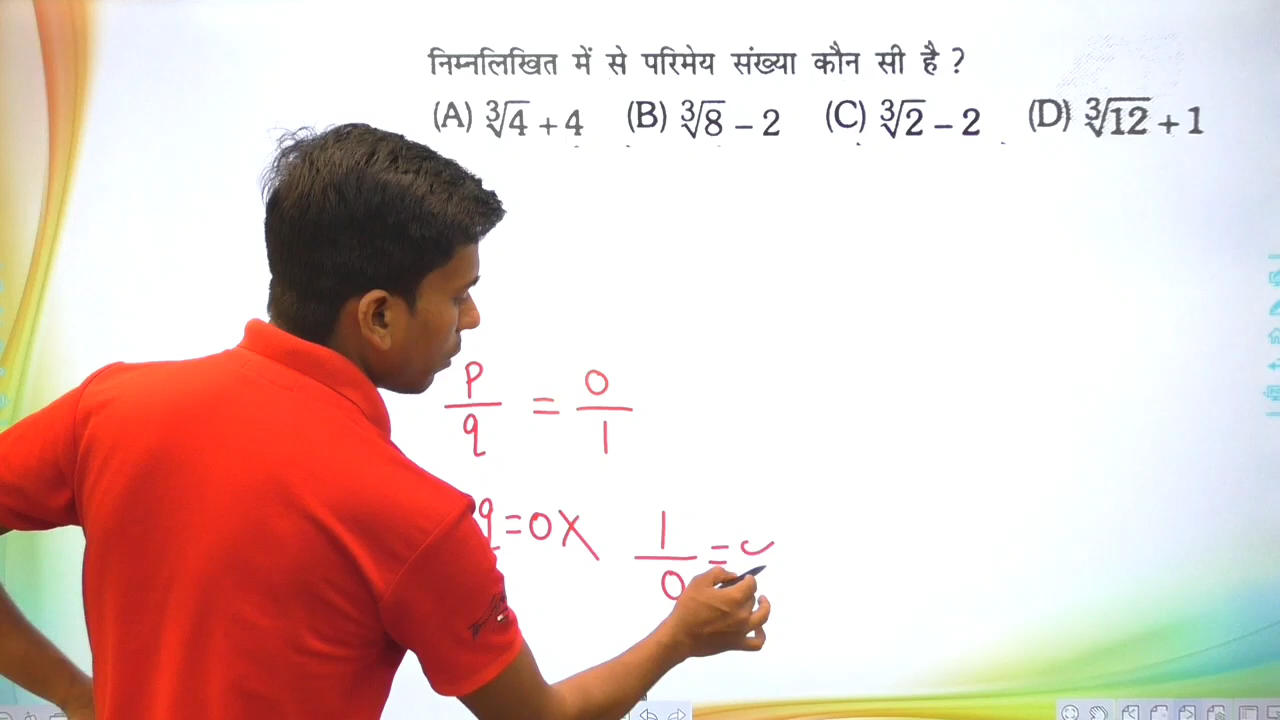 निम्नलिखित में से परिमेय संख्या कौन सी है ?
(A) ∛4 + 4 (B) ∛8 – 2 (C) ∛2 – 2 (D) ∛12 + 1
p/q = 0/1
q = 0 X 1/0 =